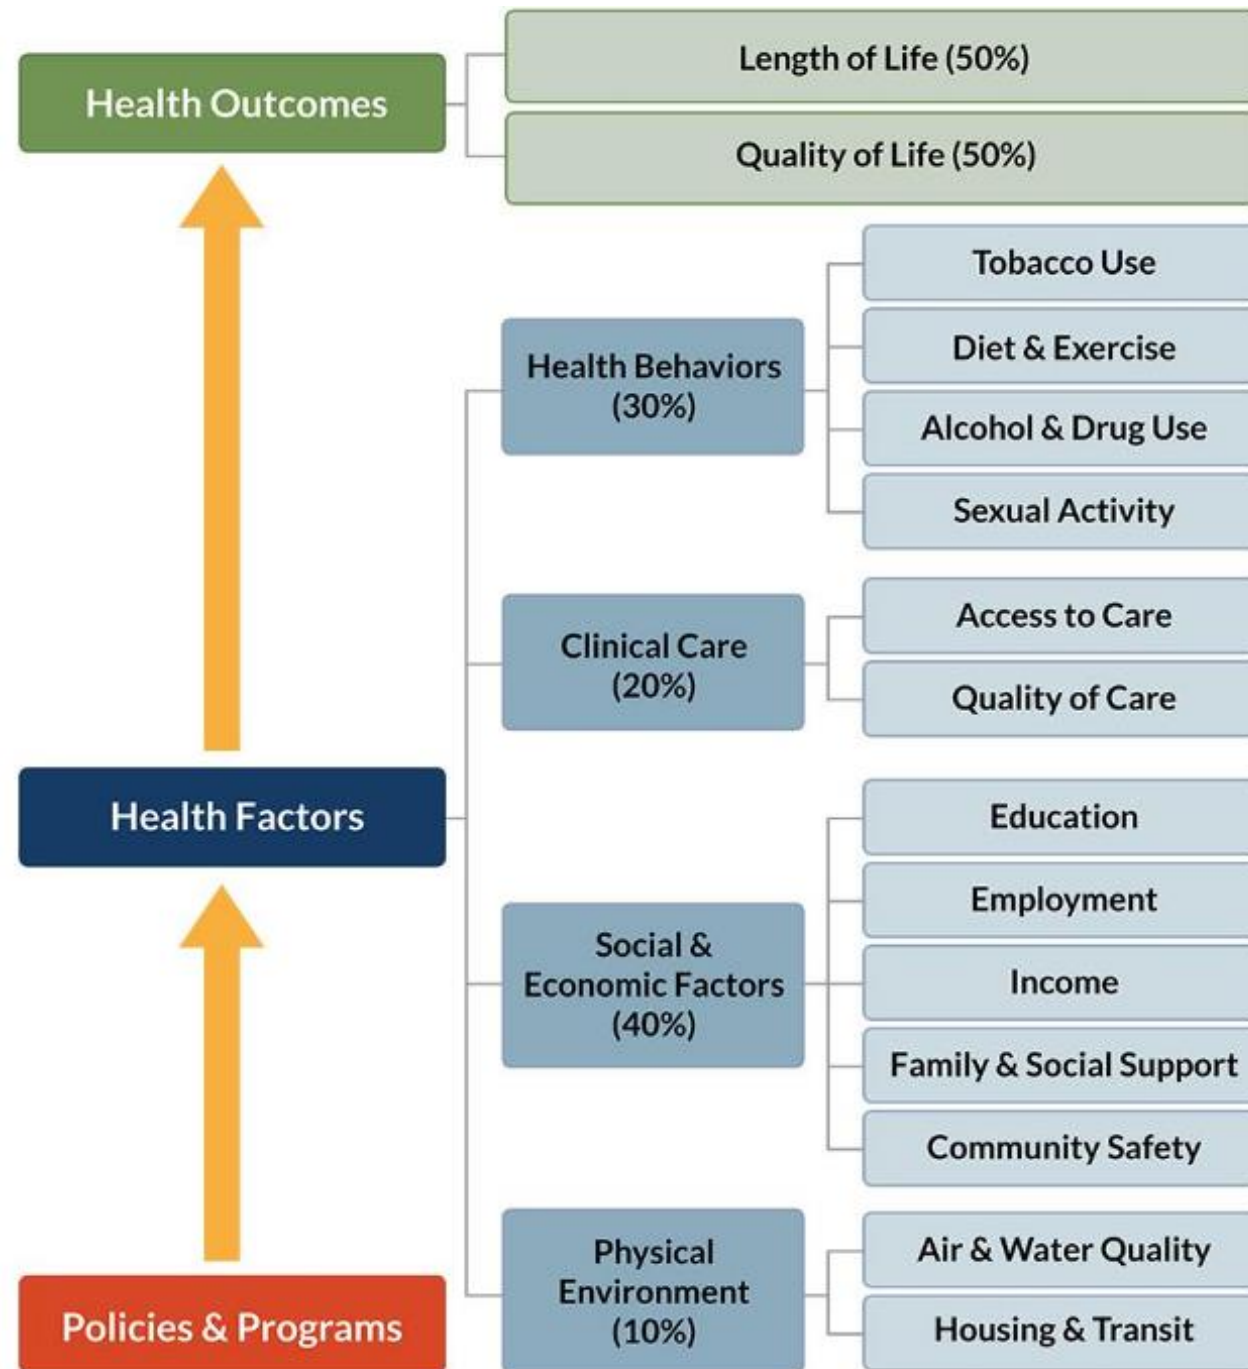 Health Outcomes
Length of Life (50%)
Quality of Life (50%)
Health Factors
Health Behaviors
(30%)
Tobacco Use
Diet & Exercise
Alcohol & Drug Use
Sexual Activity
Clinical Care
(20%)
Access to Care
Quality of Care
Social &
Economic Factors
(40%)
Education
Employment
Income
Family & Social Support
Community Safety
Physical
Environment
(10%)
Air & Water Quality
Housing & Transit
Policies & Programs